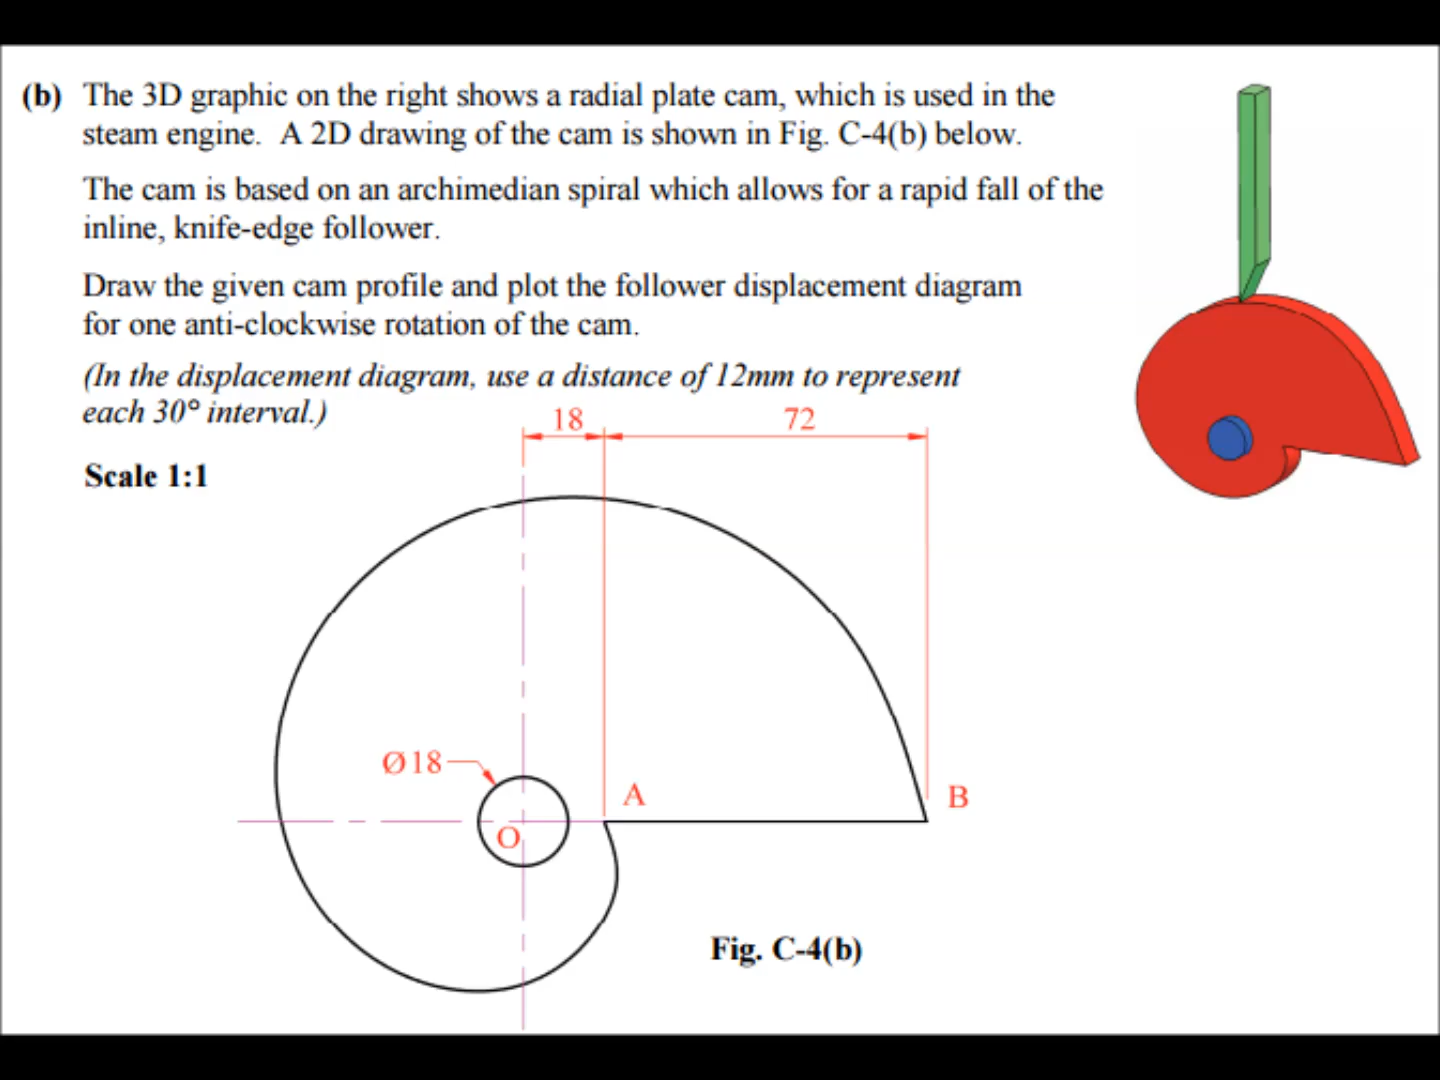 (b) The 3D graphic on the right shows a radial plate cam, which is used in the
steam engine. A 2D drawing of the cam is shown in Fig. C-4(b) below.
The cam is based on an archimedian spiral which allows for a rapid fall of the
inline, knife-edge follower.
Draw the given cam profile and plot the follower displacement diagram
for one anti-clockwise rotation of the cam.
(In the displacement diagram, use a distance of 12mm to represent
each 30° interval.)
18
72
Scale 1:1
Ø18
A
B
O
Fig. C-4(b)